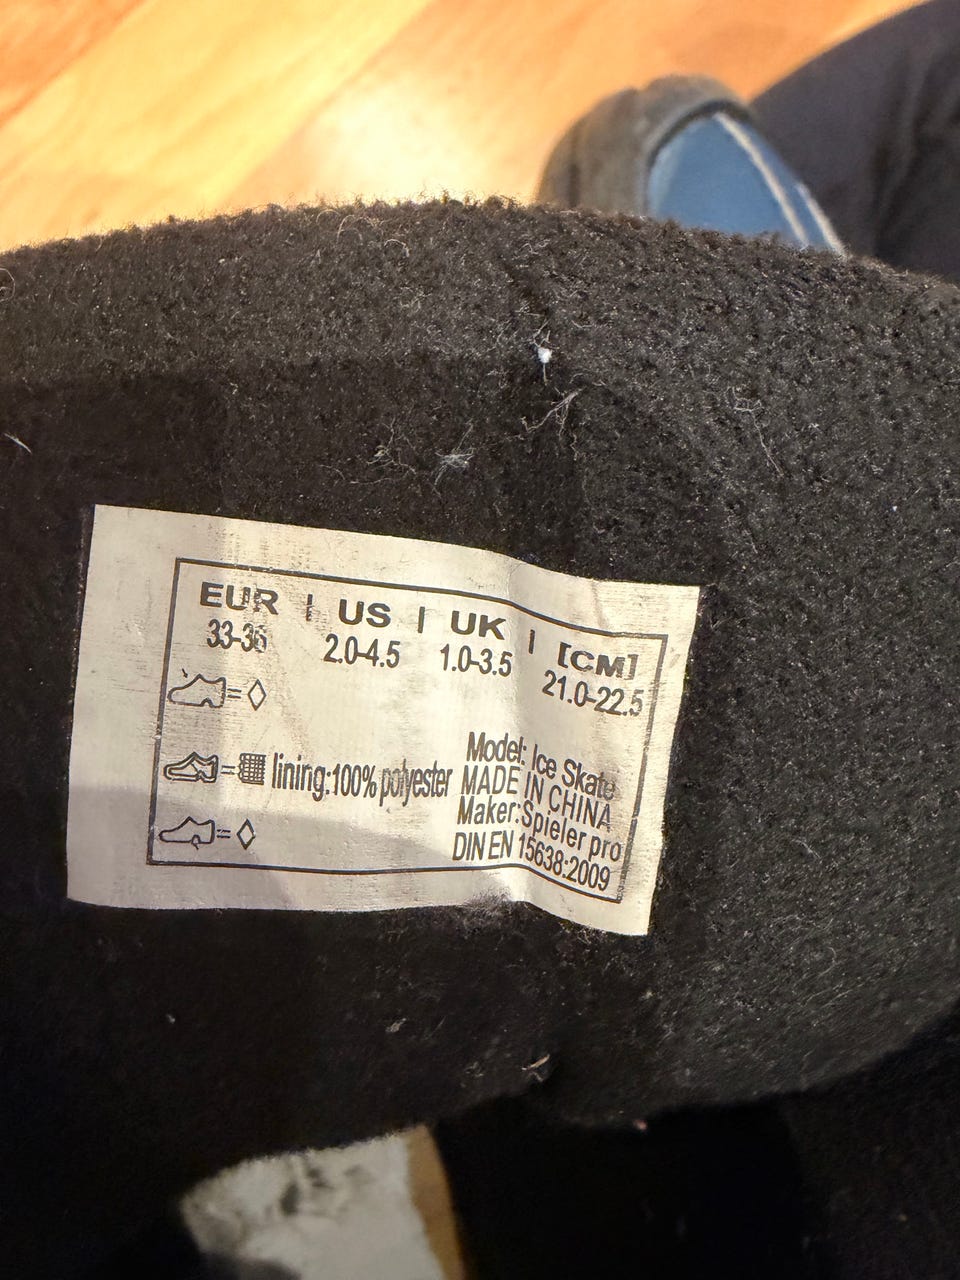 EUR | US | UK | [CM]
33-36 2.0-4.5 1.0-3.5 21.0-22.5
=
= lining:100% polyester
=
Model: Ice Skate
MADE IN CHINA
Maker:Spieler pro
DIN EN 15638:2009